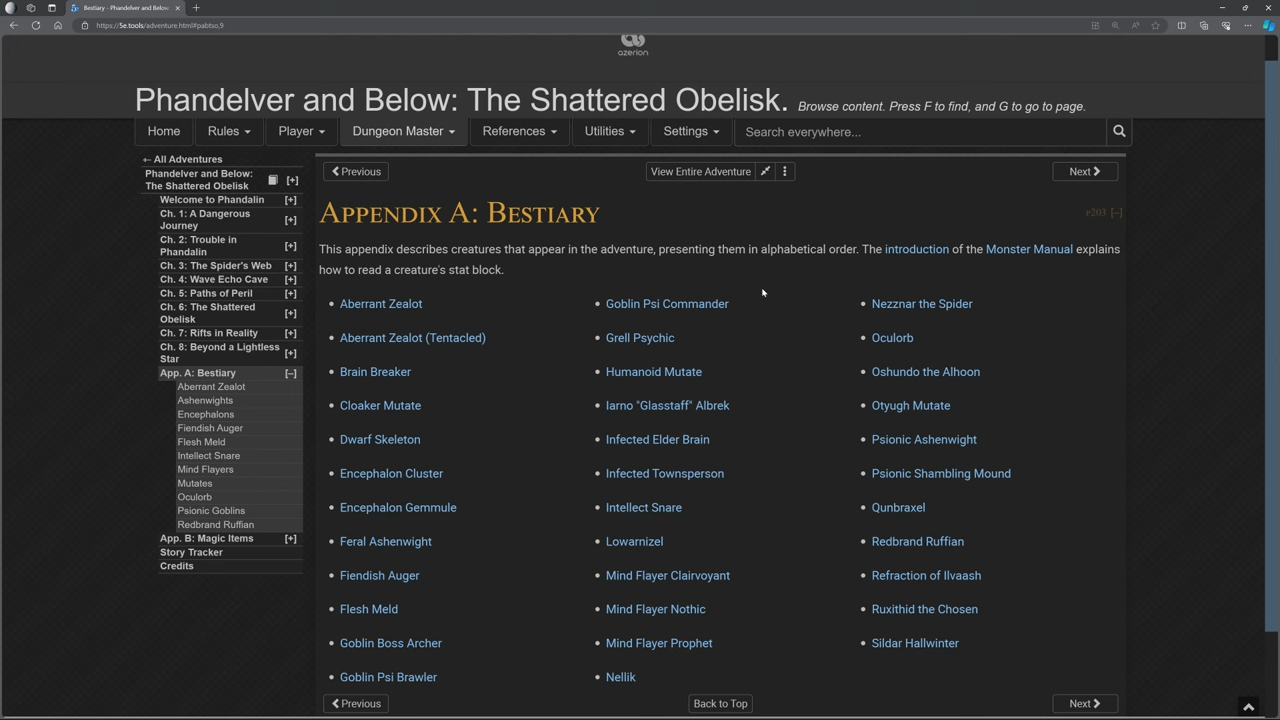 Bestiary - Phandelver and Below:
https://5e.tools/adventure.html#pabtso,9
azerion
Phandelver and Below: The Shattered Obelisk. Browse content. Press F to find, and G to go to page.
Home Rules Player Dungeon Master References Utilities Settings Search everywhere...
← All Adventures
Phandelver and Below:
The Shattered Obelisk [+]
Welcome to Phandalin [+]
Ch. 1: A Dangerous
Journey [+]
Ch. 2: Trouble in
Phandalin [+]
Ch. 3: The Spider's Web [+]
Ch. 4: Wave Echo Cave [+]
Ch. 5: Paths of Peril [+]
Ch. 6: The Shattered
Obelisk [+]
Ch. 7: Rifts in Reality [+]
Ch. 8: Beyond a Lightless
Star [+]
App. A: Bestiary [–]
Aberrant Zealot
Ashenwights
Encephalons
Fiendish Auger
Flesh Meld
Intellect Snare
Mind Flayers
Mutates
Oculorb
Psionic Goblins
Redbrand Ruffian
App. B: Magic Items [+]
Story Tracker
Credits
Previous View Entire Adventure Next
Appendix A: Bestiary p203 [–]
This appendix describes creatures that appear in the adventure, presenting them in alphabetical order. The introduction of the Monster Manual explains
how to read a creature's stat block.
• Aberrant Zealot
• Aberrant Zealot (Tentacled)
• Brain Breaker
• Cloaker Mutate
• Dwarf Skeleton
• Encephalon Cluster
• Encephalon Gemmule
• Feral Ashenwight
• Fiendish Auger
• Flesh Meld
• Goblin Boss Archer
• Goblin Psi Brawler
• Goblin Psi Commander
• Grell Psychic
• Humanoid Mutate
• Iarno "Glasstaff" Albrek
• Infected Elder Brain
• Infected Townsperson
• Intellect Snare
• Lowarnizel
• Mind Flayer Clairvoyant
• Mind Flayer Nothic
• Mind Flayer Prophet
• Nellik
• Nezznar the Spider
• Oculorb
• Oshundo the Alhoon
• Otyugh Mutate
• Psionic Ashenwight
• Psionic Shambling Mound
• Qunbraxel
• Redbrand Ruffian
• Refraction of Ilvaash
• Ruxithid the Chosen
• Sildar Hallwinter
Previous Back to Top Next